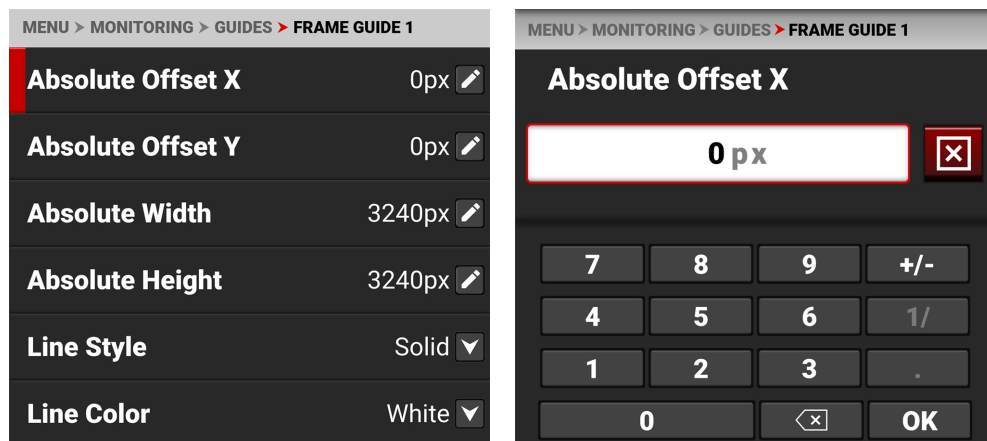 MENU > MONITORING > GUIDES > FRAME GUIDE 1
Absolute Offset X 0px
Absolute Offset Y 0px
Absolute Width 3240px
Absolute Height 3240px
Line Style Solid
Line Color White
MENU > MONITORING > GUIDES > FRAME GUIDE 1
Absolute Offset X
0 px
7 8 9 +/-
4 5 6 1/
1 2 3 .
0 OK